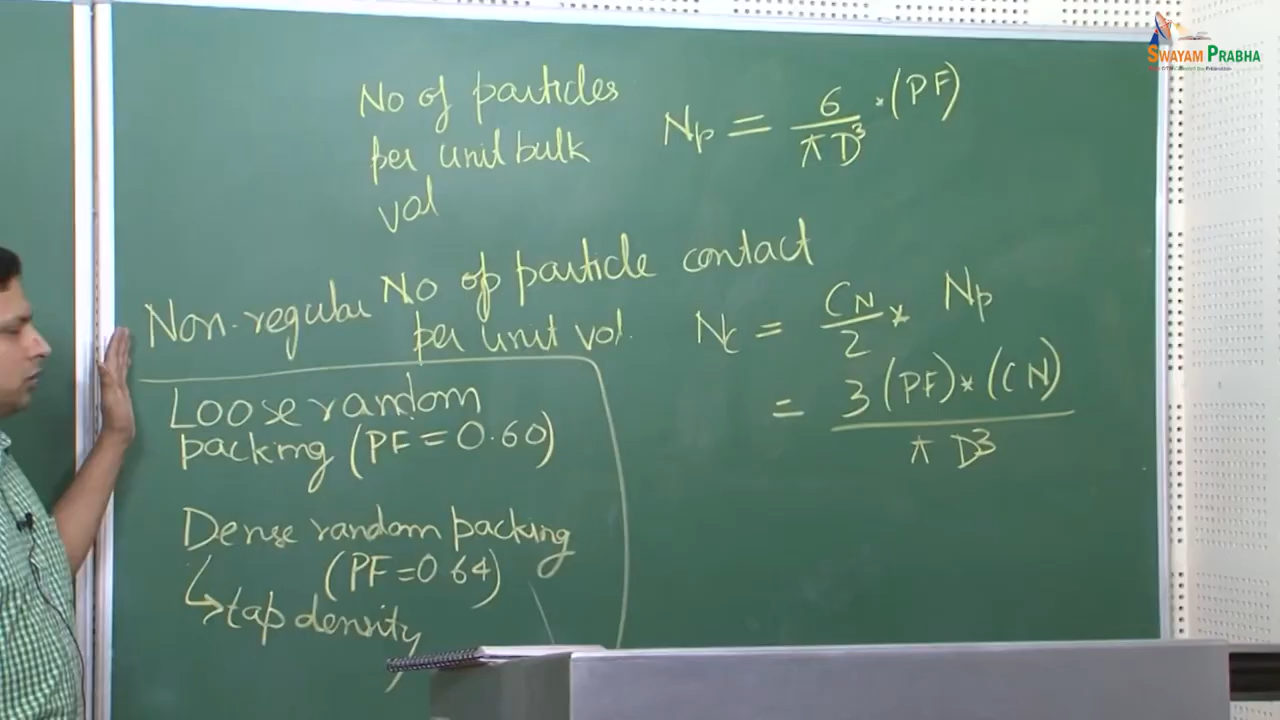 SWAYAM PRABHA
No of particles
per unit bulk
vol
Np = 6/πD³ * (PF)
No of particle contact
per unit vol.
Nc = CN/2 * Np
= 3(PF)*(CN)/πD³
Non-regular
Loose random
packing (PF=0.60)
Dense random packing
(PF=0.64)
↳ tap density